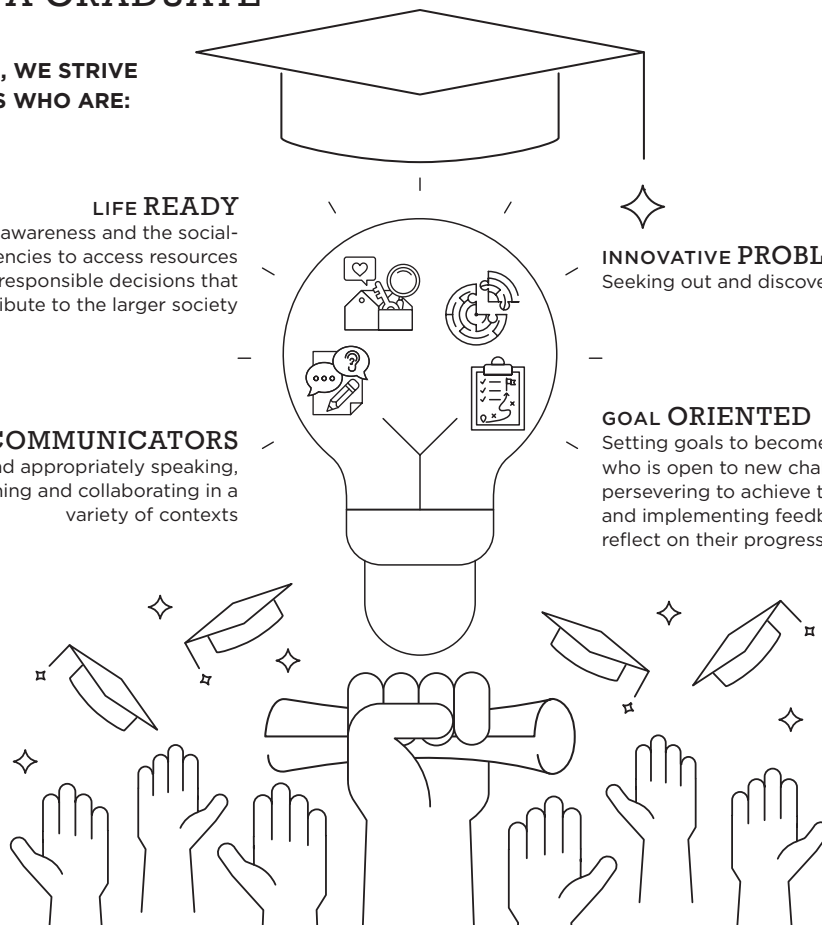 A GRADUATE
, WE STRIVE
S WHO ARE:
LIFE READY
awareness and the social-
encies to access resources
responsible decisions that
ibute to the larger society
COMMUNICATORS
d appropriately speaking,
ning and collaborating in a
variety of contexts
INNOVATIVE PROBL
Seeking out and discove
GOAL ORIENTED
Setting goals to become
who is open to new cha
persevering to achieve t
and implementing feedb
reflect on their progress